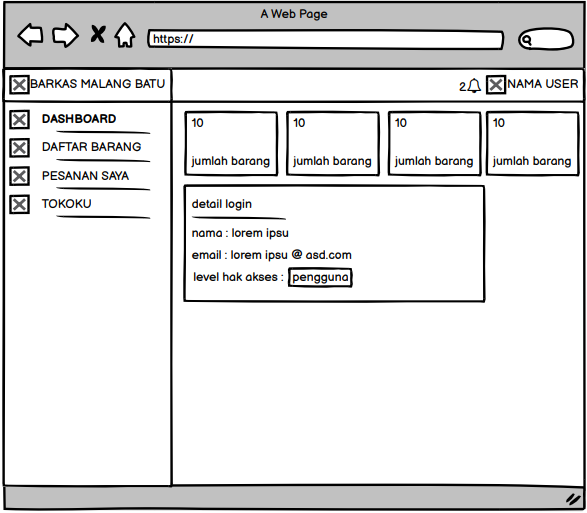 A Web Page
https://
BARKAS MALANG BATU
2
NAMA USER
DASHBOARD
DAFTAR BARANG
PESANAN SAYA
TOKOKU
10
jumlah barang
10
jumlah barang
10
jumlah barang
10
jumlah barang
detail login
nama : lorem ipsu
email : lorem ipsu @ asd.com
level hak akses : pengguna